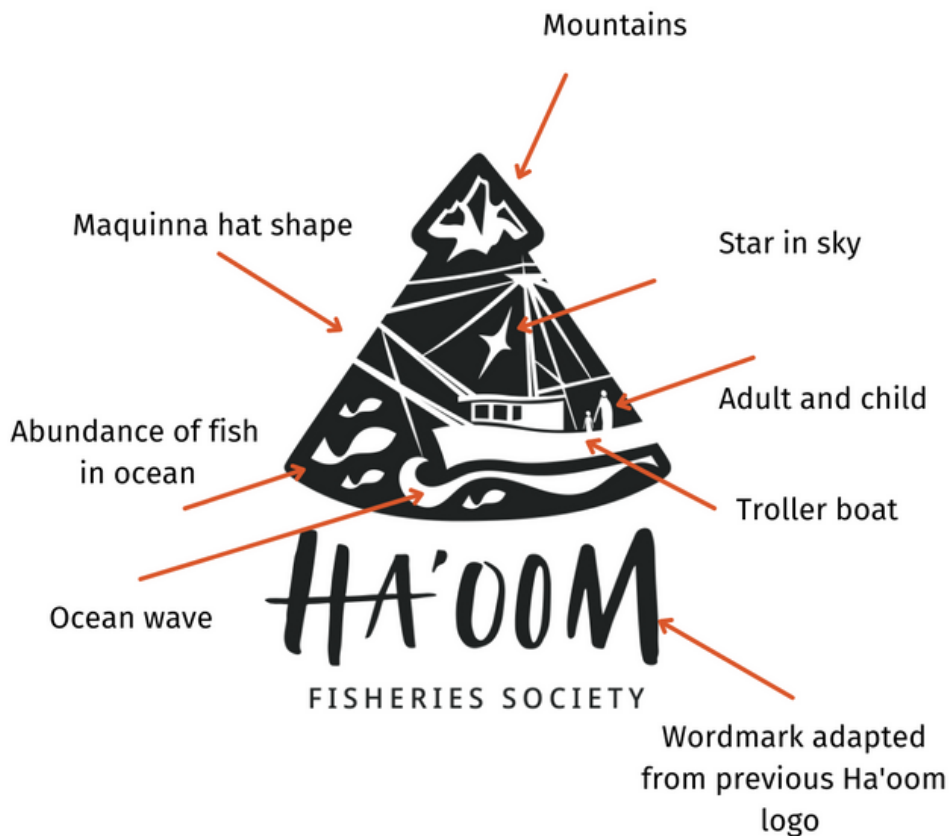 Mountains
Maquinna hat shape
Star in sky
Adult and child
Abundance of fish
in ocean
Troller boat
Ocean wave
HA'OOM
FISHERIES SOCIETY
Wordmark adapted
from previous Ha'oom
logo